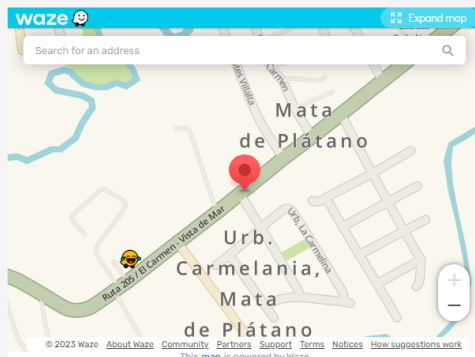 waze
Expand map
Search for an address
Carmen
Mata
de Plátano
Urb. La Carmelina
Ruta 205 / El Carmen - Vista de Mar
Urb.
Carmelania,
Mata
de Plátano
© 2023 Waze About Waze Community Partners Support Terms Notices How suggestions work
This map is powered by Waze